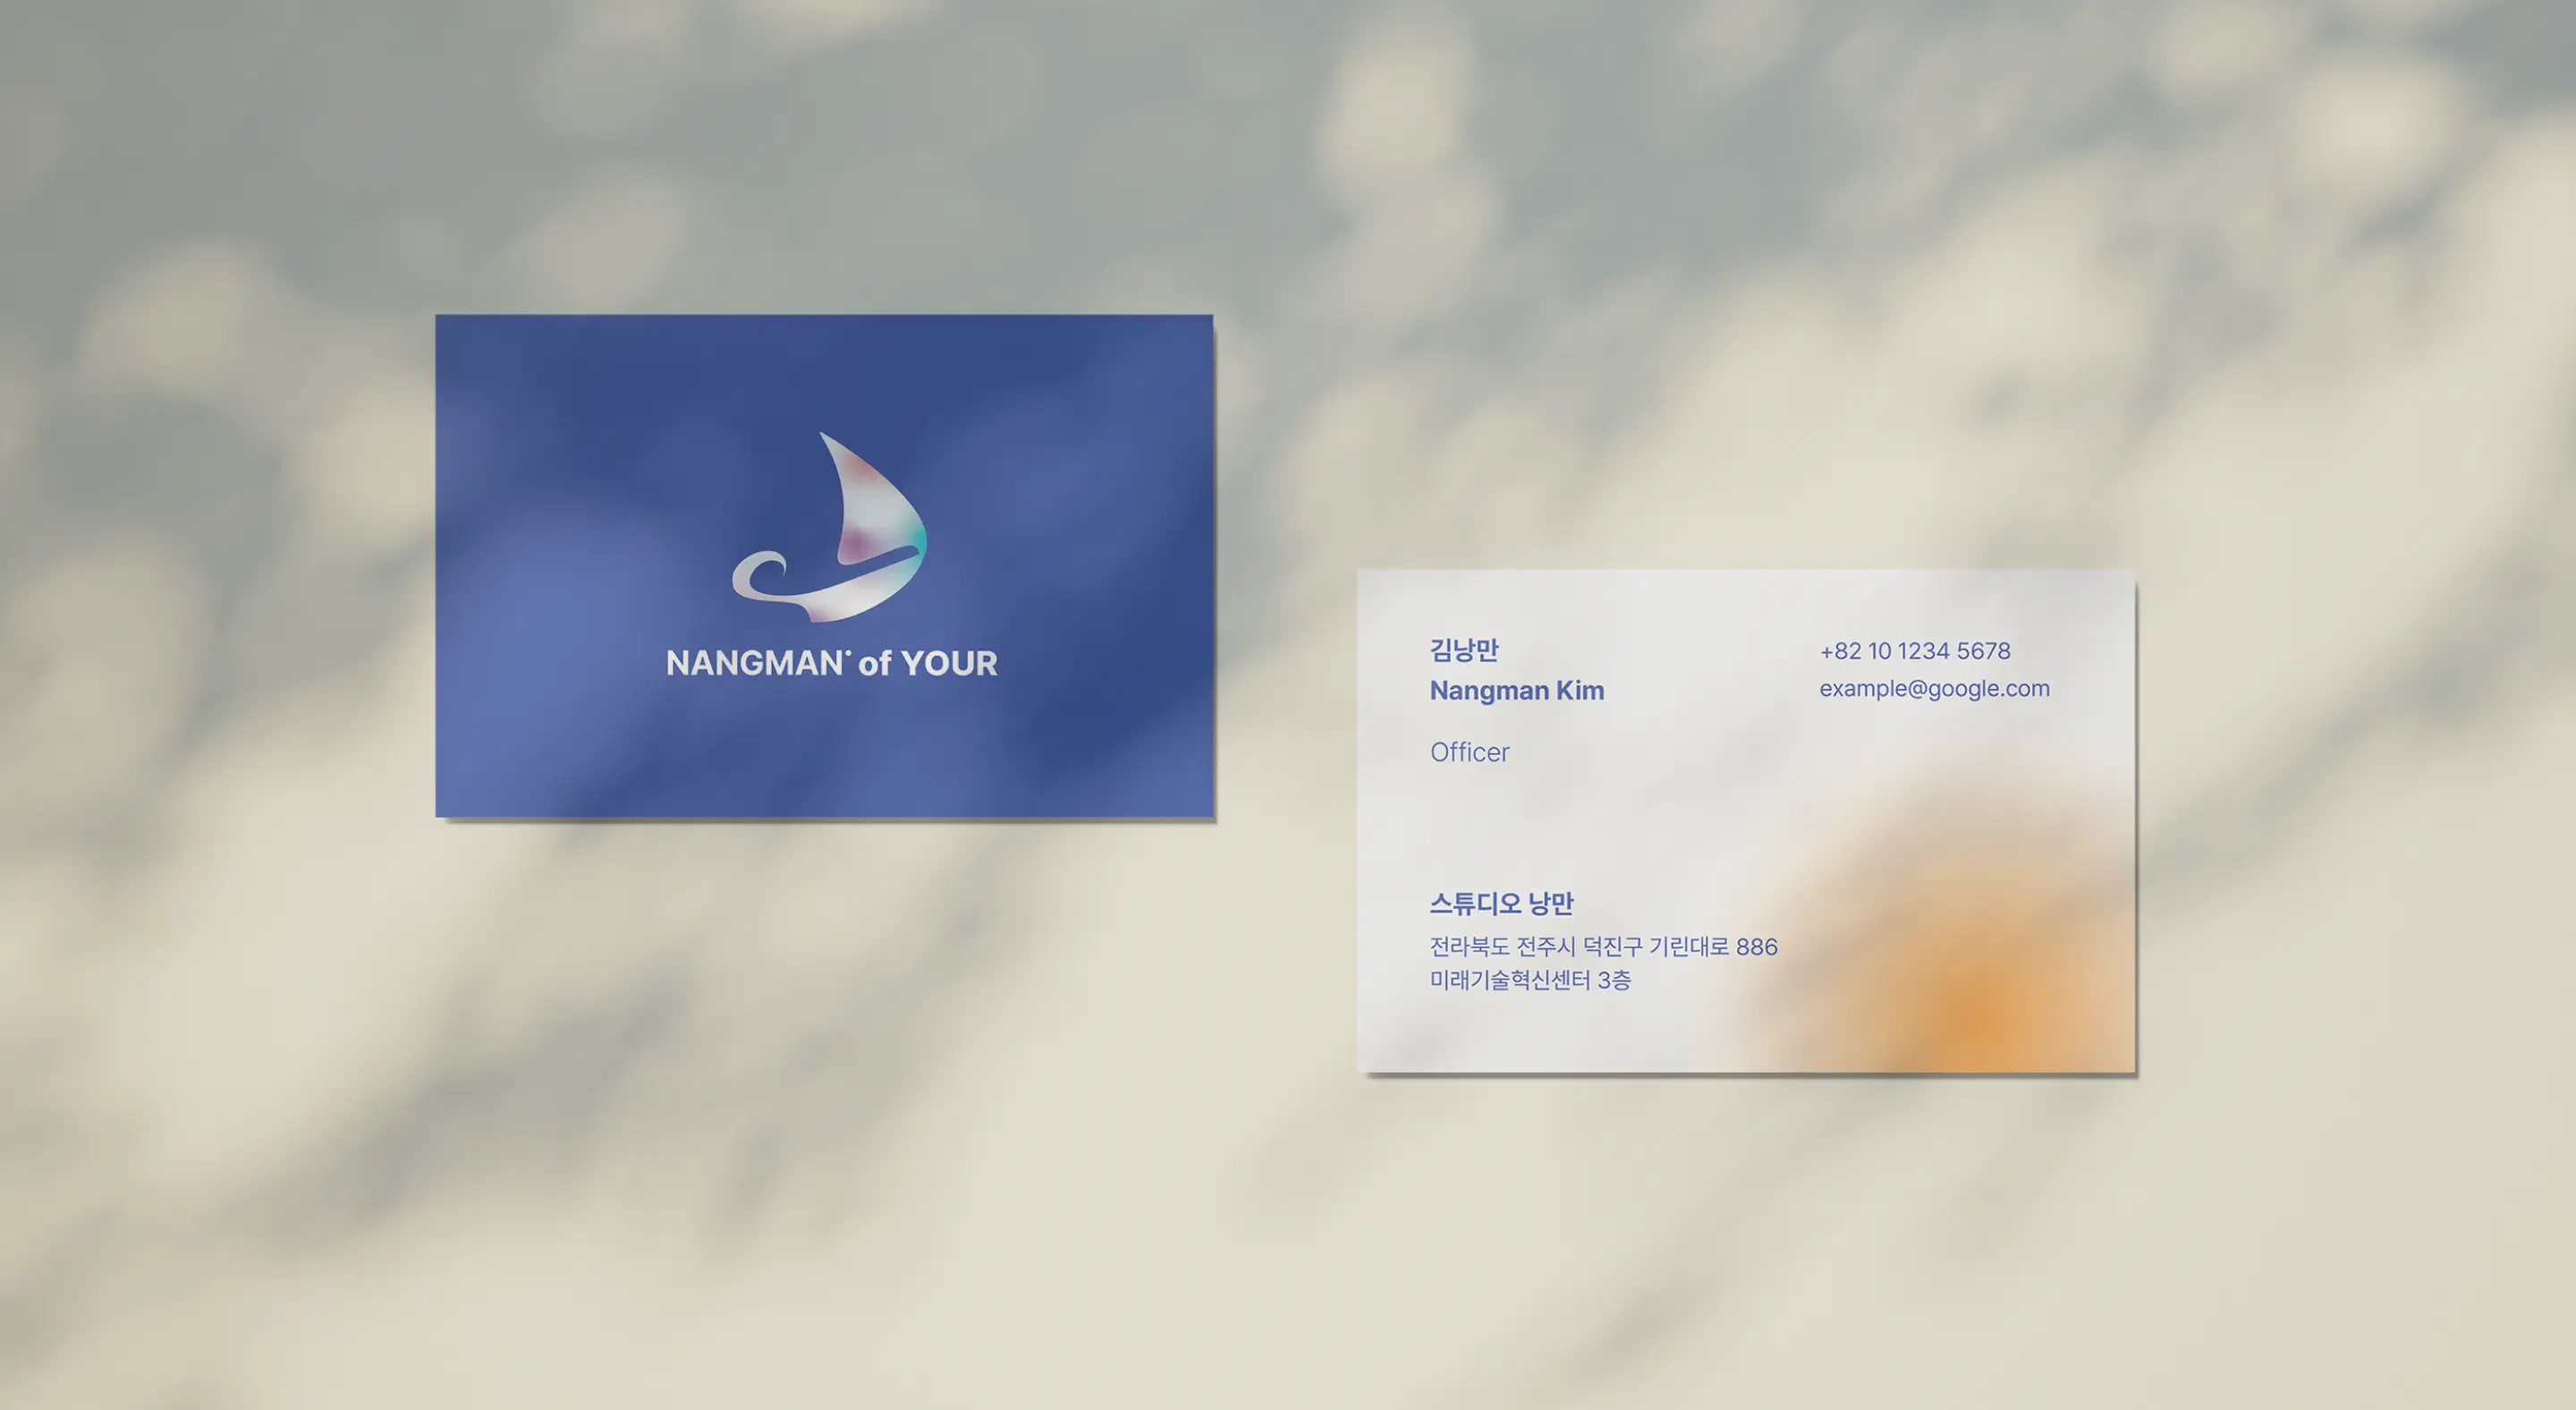 NANGMAN• of YOUR
김낭만
Nangman Kim
Officer
+82 10 1234 5678
example@google.com
스튜디오 낭만
전라북도 전주시 덕진구 기린대로 886
미래기술혁신센터 3층